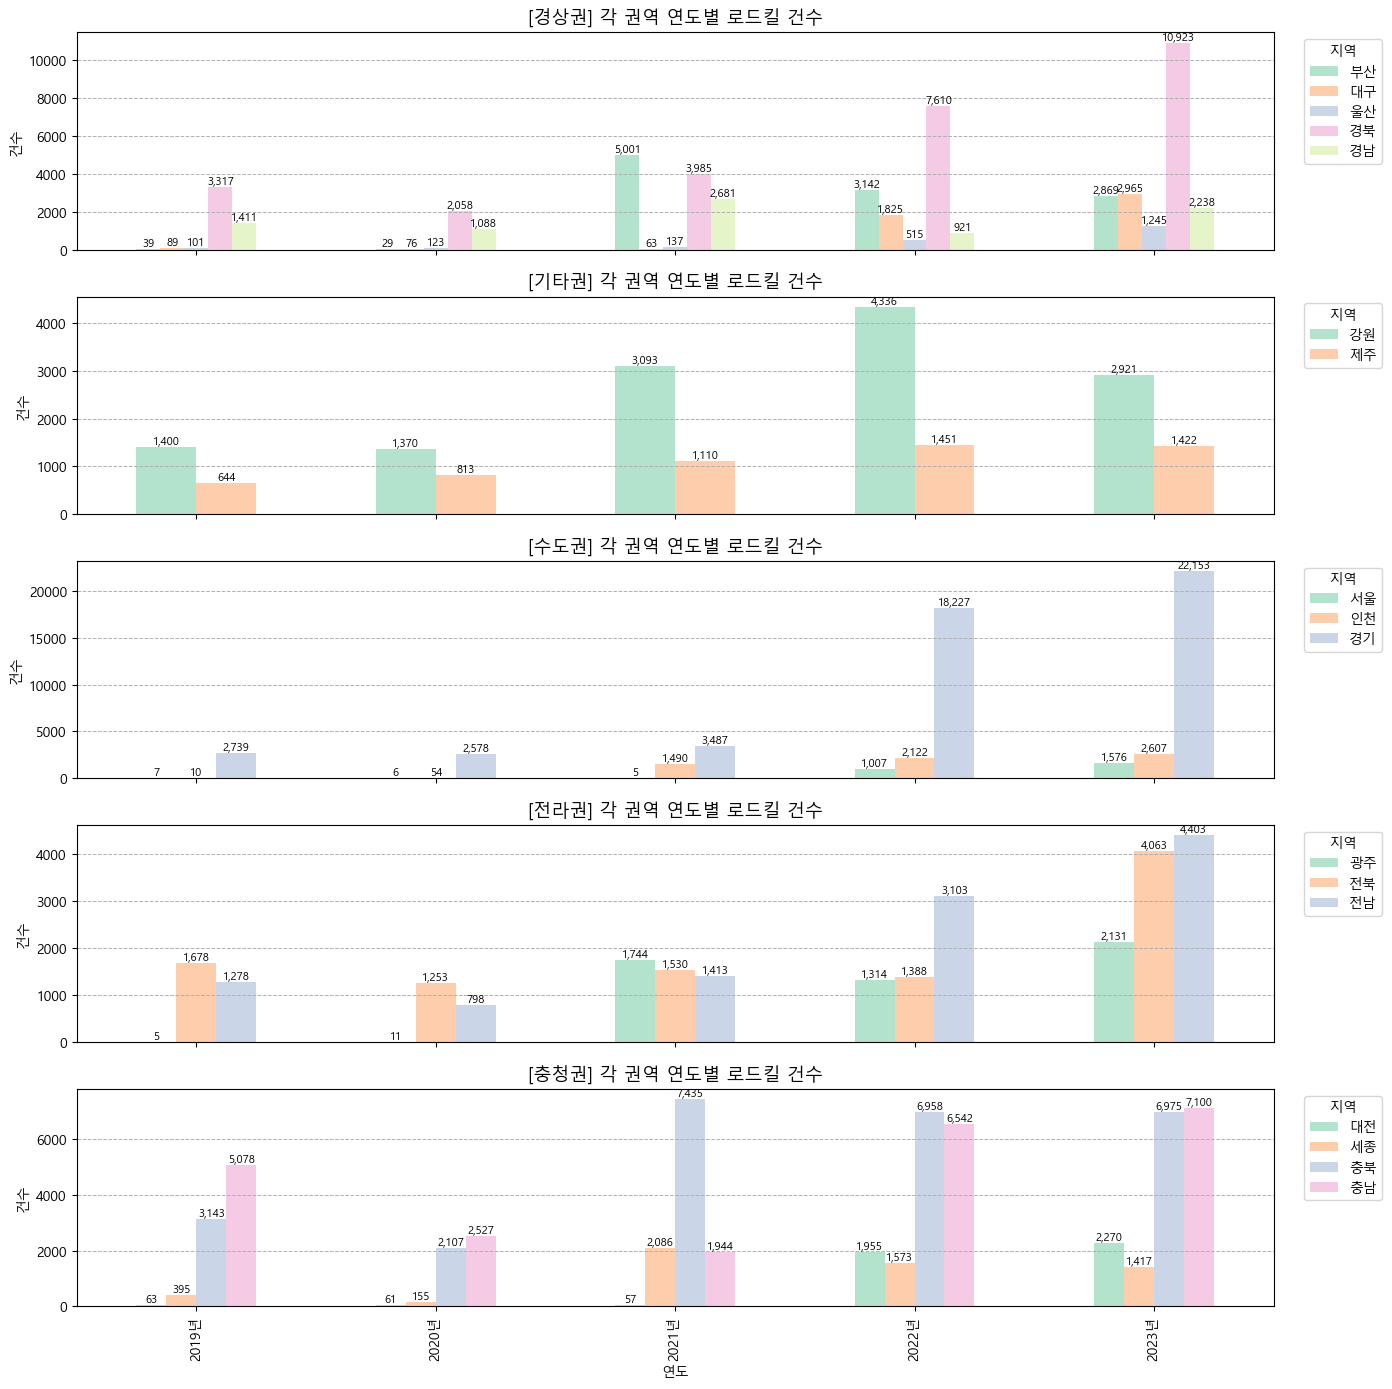 [경상권] 각 권역 연도별 로드킬 건수
건수
10000
8000
6000
4000
2000
0
39 89 101 3,317 1,411
29 76 123 2,058 1,088
5,001 63 137 3,985 2,681
3,142 1,825 515 7,610 921
2,869 2,965 1,245 10,923 2,238
지역
부산
대구
울산
경북
경남
[기타권] 각 권역 연도별 로드킬 건수
건수
4000
3000
2000
1000
0
1,400 644
1,370 813
3,093 1,110
4,336 1,451
2,921 1,422
지역
강원
제주
[수도권] 각 권역 연도별 로드킬 건수
건수
20000
15000
10000
5000
0
7 10 2,739
6 54 2,578
5 1,490 3,487
1,007 2,122 18,227
1,576 2,607 22,153
지역
서울
인천
경기
[전라권] 각 권역 연도별 로드킬 건수
건수
4000
3000
2000
1000
0
5 1,678 1,278
11 1,253 798
1,744 1,530 1,413
1,314 1,388 3,103
2,131 4,063 4,403
지역
광주
전북
전남
[충청권] 각 권역 연도별 로드킬 건수
건수
6000
4000
2000
0
63 395 3,143 5,078
61 155 2,107 2,527
57 2,086 7,435 1,944
1,955 1,573 6,958 6,542
2,270 1,417 6,975 7,100
지역
대전
세종
충북
충남
2019년
2020년
2021년
2022년
2023년
연도